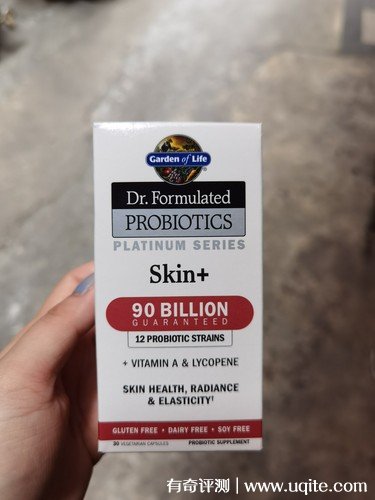 Garden of Life
Dr. Formulated
PROBIOTICS
PLATINUM SERIES
Skin+
90 BILLION
GUARANTEED
12 PROBIOTIC STRAINS
+ VITAMIN A & LYCOPENE
SKIN HEALTH, RADIANCE
& ELASTICITY†
GLUTEN FREE • DAIRY FREE • SOY FREE
30 VEGETARIAN CAPSULES PROBIOTIC SUPPLEMENT
有奇评测 | www.uqite.com